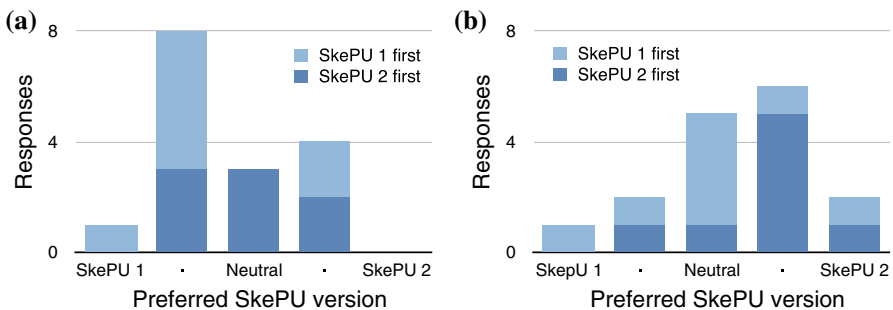 (a)
8
4
0
Responses
SkePU 1 first
SkePU 2 first
SkePU 1 · Neutral · SkePU 2
Preferred SkePU version
(b)
8
4
0
Responses
SkePU 1 first
SkePU 2 first
SkepU 1 · Neutral · SkePU 2
Preferred SkePU version